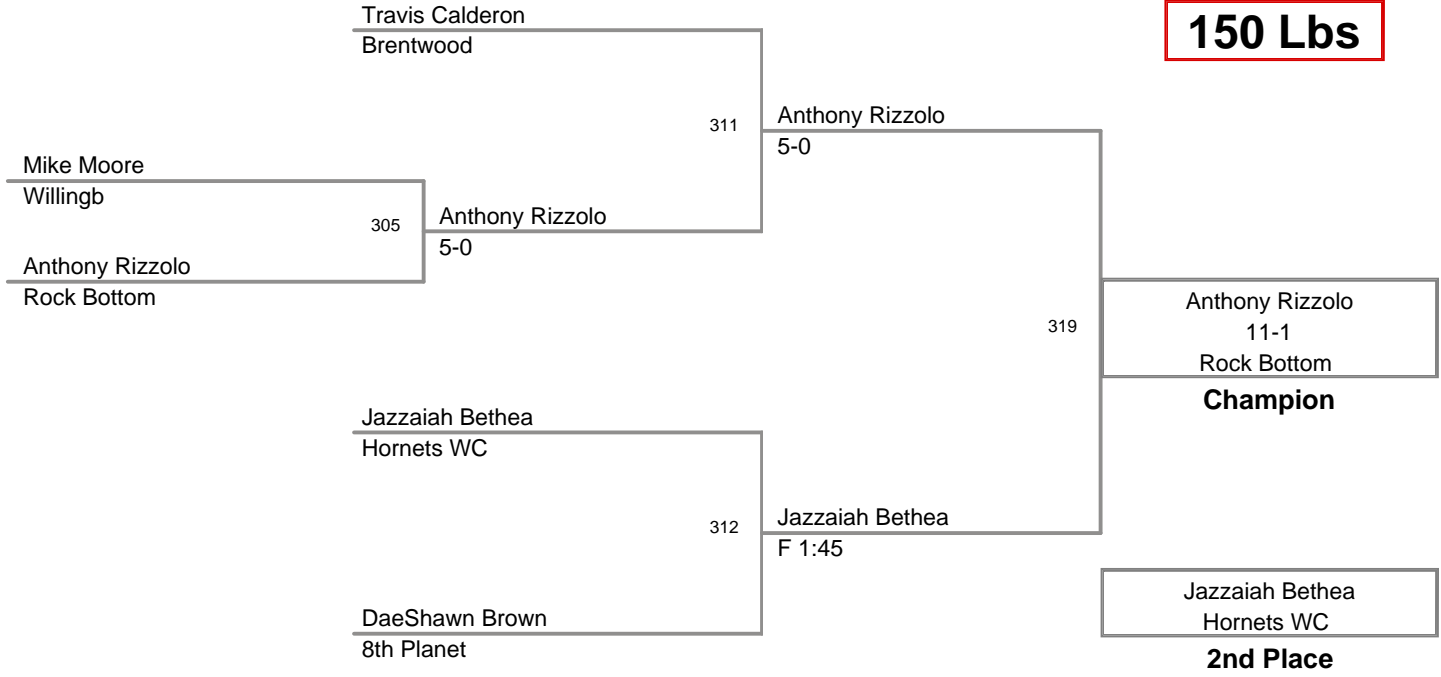 Travis Calderon
Brentwood
150 Lbs
311
Anthony Rizzolo
5-0
Mike Moore
Willingb
305
Anthony Rizzolo
5-0
Anthony Rizzolo
Rock Bottom
319
Anthony Rizzolo
11-1
Rock Bottom
Champion
Jazzaiah Bethea
Hornets WC
312
Jazzaiah Bethea
F 1:45
DaeShawn Brown
8th Planet
Jazzaiah Bethea
Hornets WC
2nd Place